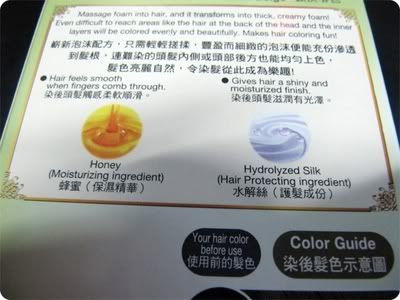 Massage foam into hair, and it transforms into thick, creamy foam!
Even difficult to reach areas like the hair at the back of the head and the inner
layers will be colored evenly and beautifully. Makes hair coloring fun!
嶄新泡沫配方，只需輕輕搓揉，豐盈而細緻的泡沫便能充份滲透
到髮根，連難染的頭髮內側或頭部後方也能均勻上色，
髮色亮麗自然，令染髮從此成為樂趣!
● Hair feels smooth
when fingers comb through.
染後頭髮觸感柔軟順滑。
● Gives hair a shiny and
moisturized finish.
染後頭髮滋潤有光澤。
Honey
(Moisturizing ingredient)
蜂蜜（保濕精華）
Hydrolyzed Silk
(Hair Protecting ingredient)
水解絲（護髮成份）
Your hair color
before use
使用前的髮色
Color Guide
染後髮色示意圖